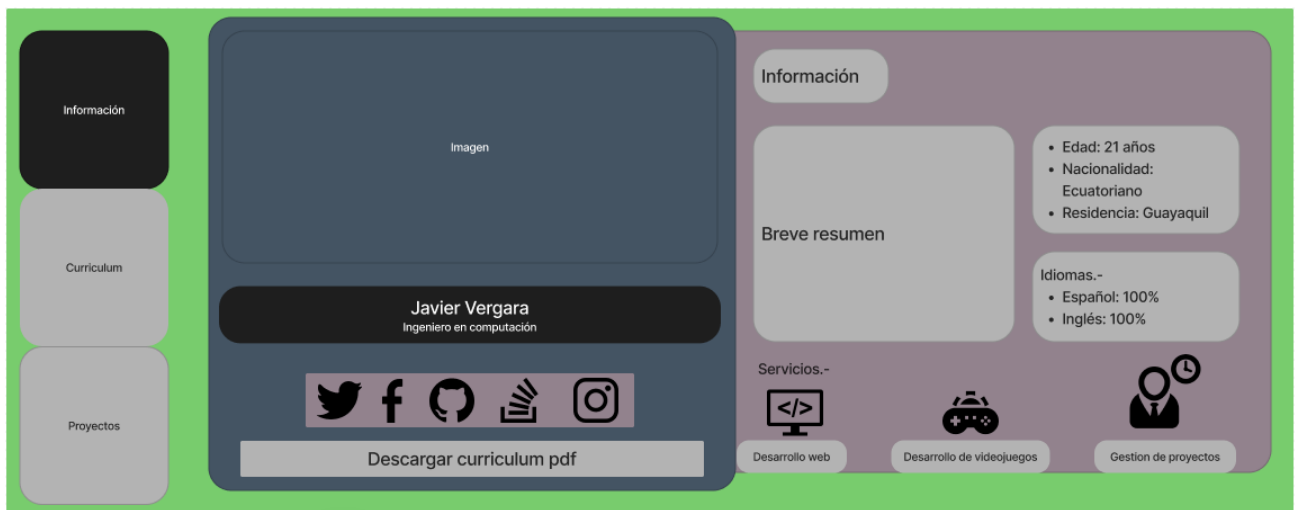 Información
Curriculum
Proyectos
Imagen
Javier Vergara
Ingeniero en computación
Descargar curriculum pdf
Información
Breve resumen
• Edad: 21 años
• Nacionalidad:
Ecuatoriano
• Residencia: Guayaquil
Idiomas.-
• Español: 100%
• Inglés: 100%
Servicios.-
</>
Desarrollo web
Desarrollo de videojuegos
Gestion de proyectos